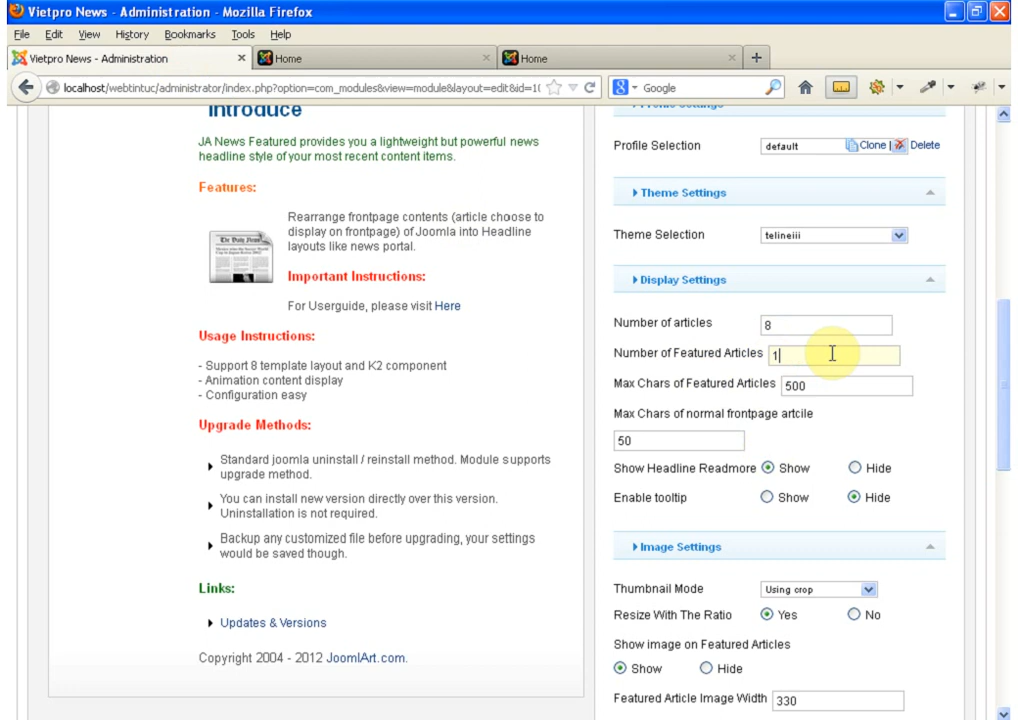 Vietpro News - Administration - Mozilla Firefox
File Edit View History Bookmarks Tools Help
Vietpro News - Administration × Home × Home × +
localhost/webtintuc/administrator/index.php?option=com_modules&view=module&layout=edit&id=1( Google
Introduce
JA News Featured provides you a lightweight but powerful news
headline style of your most recent content items.
Features:
Rearrange frontpage contents (article choose to
display on frontpage) of Joomla into Headline
layouts like news portal.
Important Instructions:
For Userguide, please visit Here
Usage Instructions:
- Support 8 template layout and K2 component
- Animation content display
- Configuration easy
Upgrade Methods:
Standard joomla uninstall / reinstall method. Module supports
upgrade method.
You can install new version directly over this version.
Uninstallation is not required.
Backup any customized file before upgrading, your settings
would be saved though.
Links:
Updates & Versions
Copyright 2004 - 2012 JoomlArt.com.
Profile Settings
Profile Selection default Clone | Delete
Theme Settings
Theme Selection telineiii
Display Settings
Number of articles 8
Number of Featured Articles 1
Max Chars of Featured Articles 500
Max Chars of normal frontpage artcile
50
Show Headline Readmore Show Hide
Enable tooltip Show Hide
Image Settings
Thumbnail Mode Using crop
Resize With The Ratio Yes No
Show image on Featured Articles
Show Hide
Featured Article Image Width 330